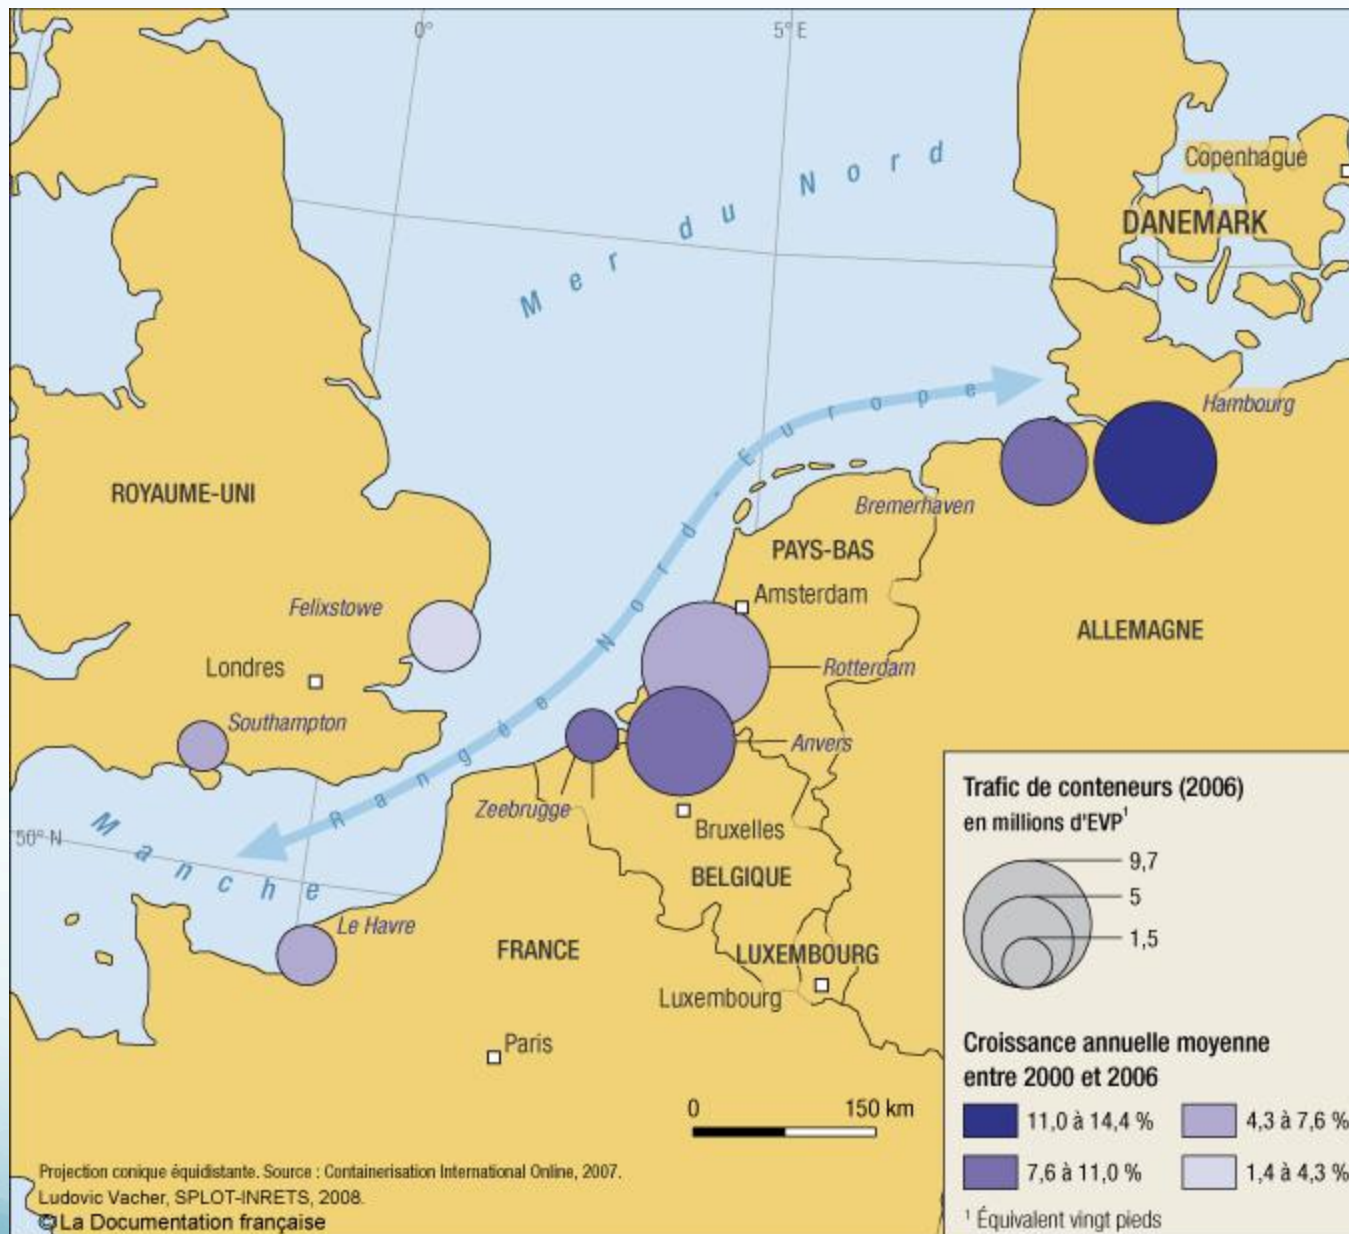 0°
5° E
Mer du Nord
Copenhague
DANEMARK
Hambourg
Rangée Nord-Europe
ROYAUME-UNI
Bremerhaven
PAYS-BAS
Amsterdam
Felixstowe
ALLEMAGNE
Londres
Rotterdam
Southampton
Anvers
Zeebrugge
Manche
50° N
Bruxelles
BELGIQUE
Le Havre
FRANCE
LUXEMBOURG
Luxembourg
Paris
0 150 km
Trafic de conteneurs (2006)
en millions d'EVP¹
9,7
5
1,5
Croissance annuelle moyenne
entre 2000 et 2006
11,0 à 14,4 % 4,3 à 7,6 %
7,6 à 11,0 % 1,4 à 4,3 %
¹ Équivalent vingt pieds
Projection conique équidistante. Source : Containerisation International Online, 2007.
Ludovic Vacher, SPLOT-INRETS, 2008.
© La Documentation française